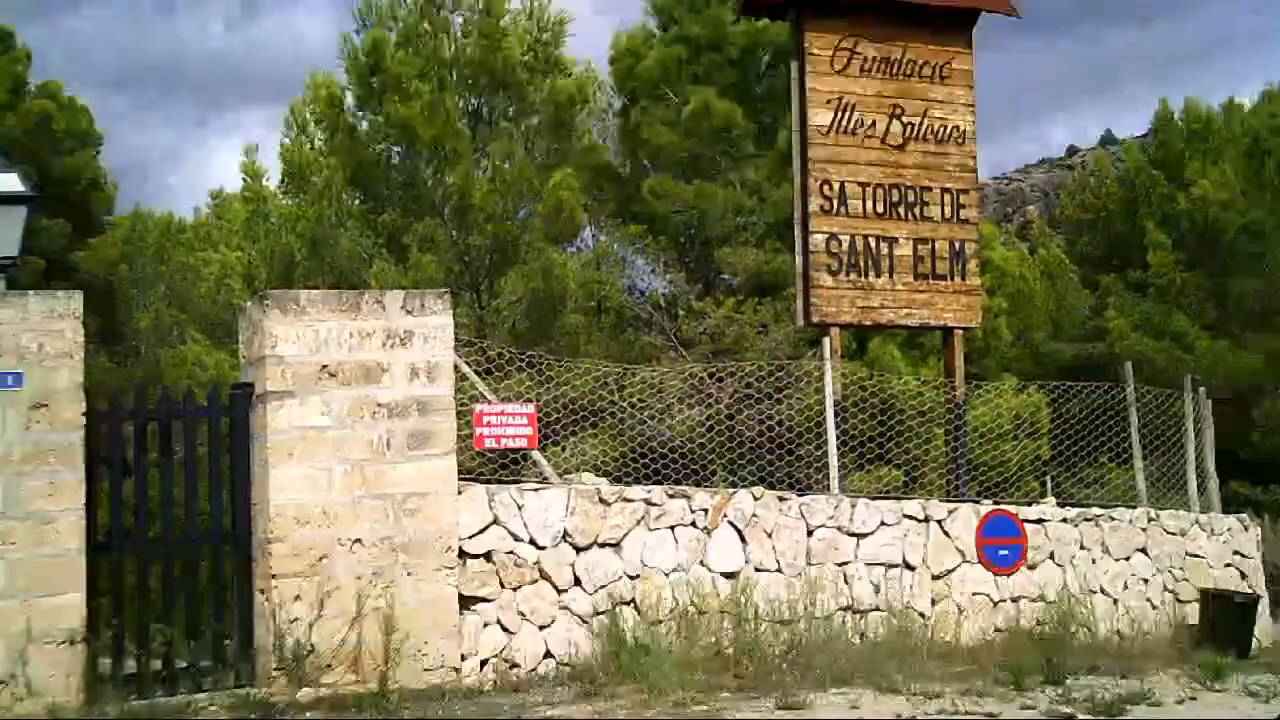 Fundació
Illes Balears
SA TORRE DE
SANT ELM
PROPIEDAD
PRIVADA
PROHIBIDO
EL PASO